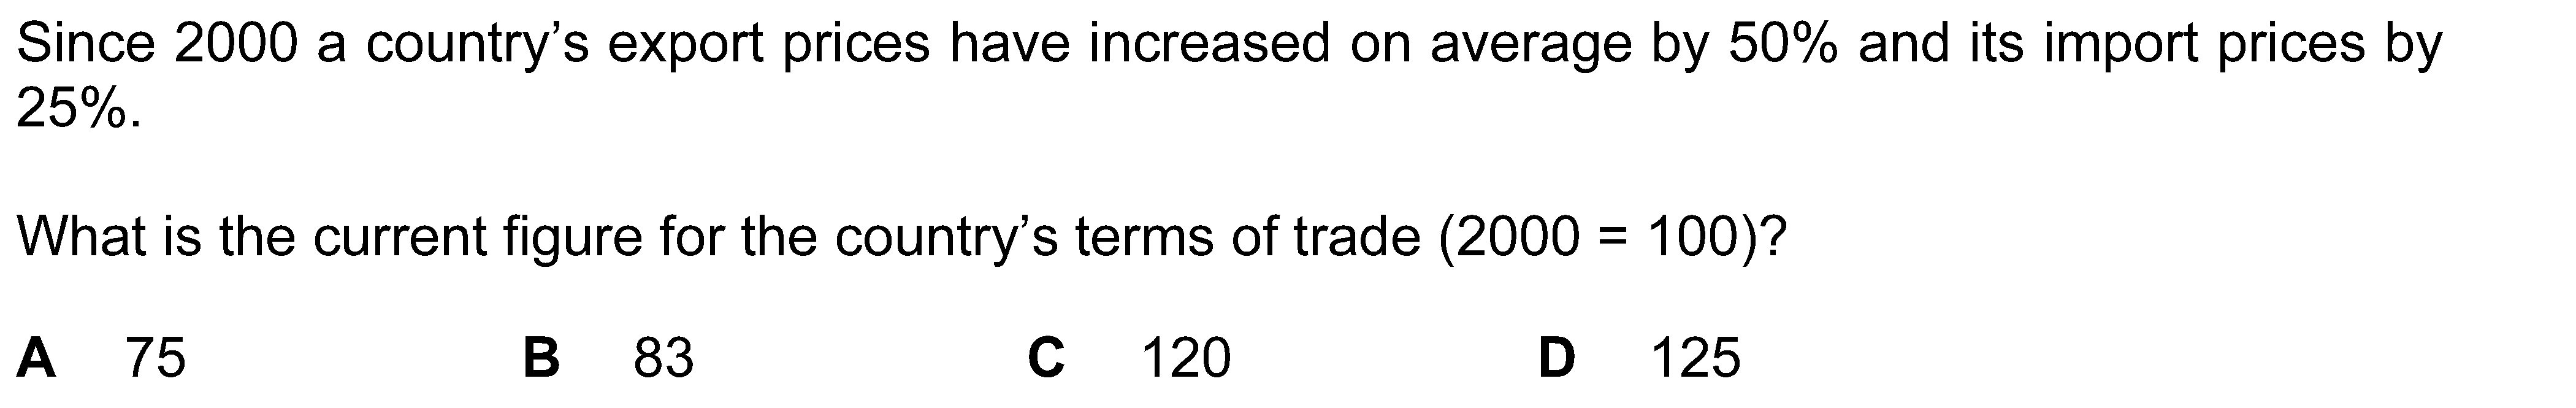 Since 2000 a country’s export prices have increased on average by 50% and its import prices by
25%.
What is the current figure for the country’s terms of trade (2000 = 100)?
A 75 B 83 C 120 D 125